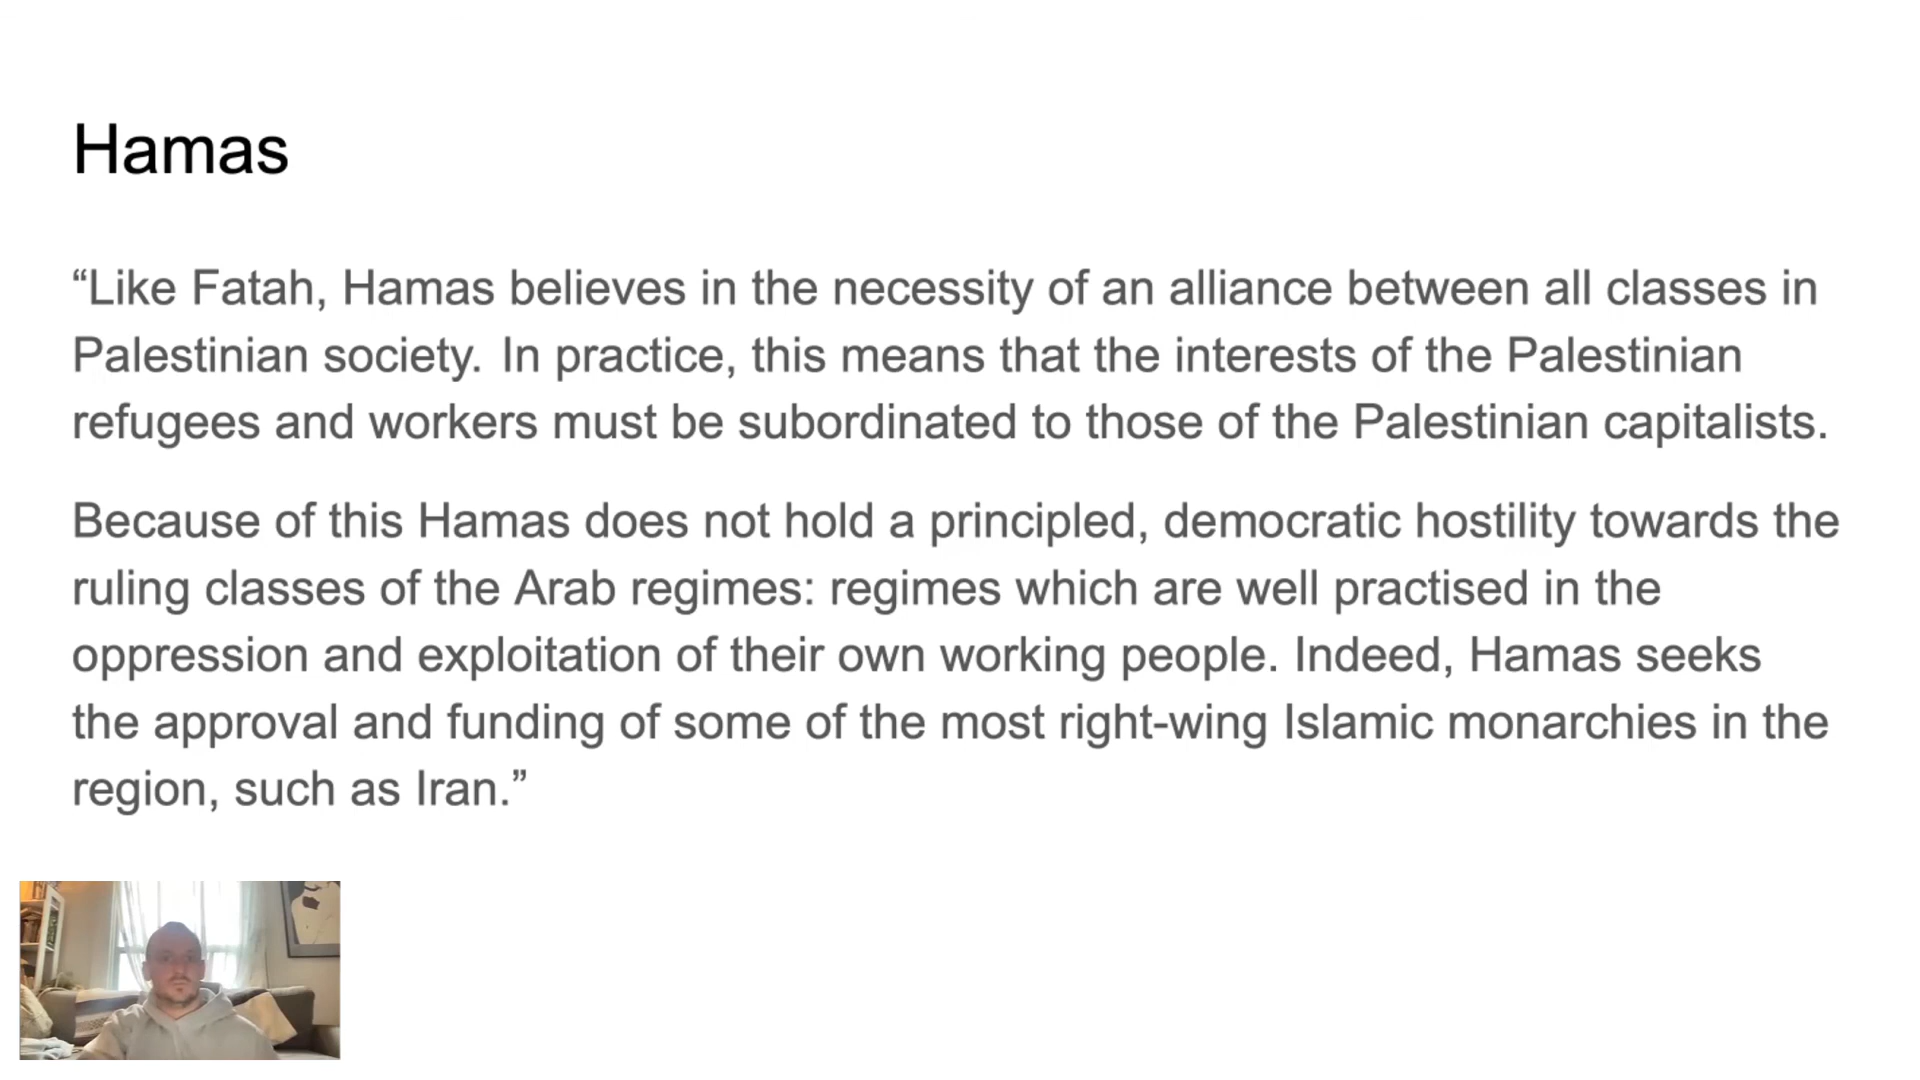 Hamas
“Like Fatah, Hamas believes in the necessity of an alliance between all classes in
Palestinian society. In practice, this means that the interests of the Palestinian
refugees and workers must be subordinated to those of the Palestinian capitalists.
Because of this Hamas does not hold a principled, democratic hostility towards the
ruling classes of the Arab regimes: regimes which are well practised in the
oppression and exploitation of their own working people. Indeed, Hamas seeks
the approval and funding of some of the most right-wing Islamic monarchies in the
region, such as Iran.”